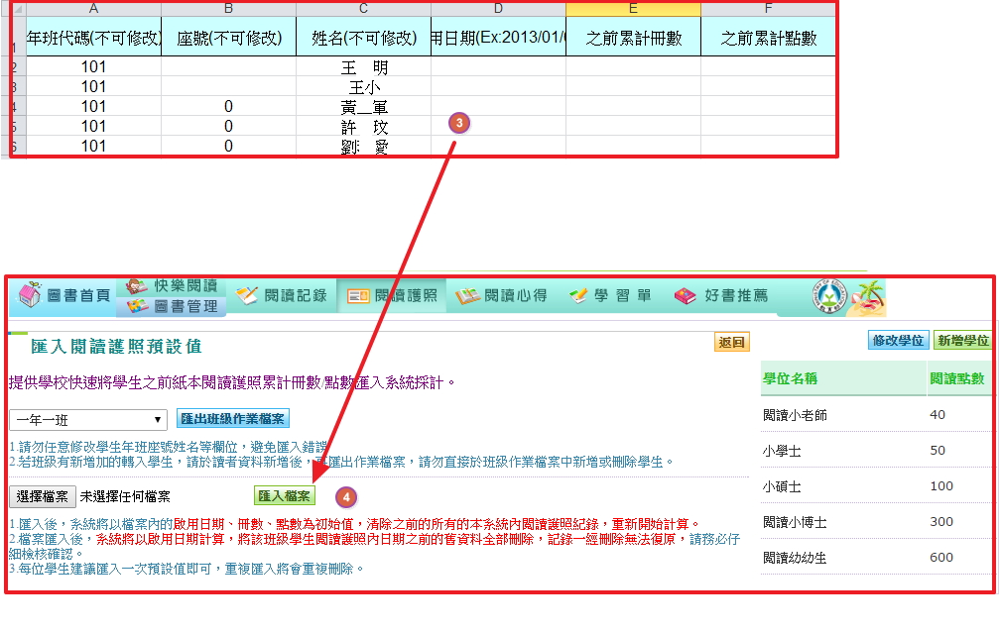 A B C D E F
1 年班代碼(不可修改) 座號(不可修改) 姓名(不可修改) 用日期(Ex:2013/01/0 之前累計冊數 之前累計點數
2 101 王 明
3 101 王小
4 101 0 黃__軍
5 101 0 許 玟
6 101 0 劉 愛
3
圖書首頁 快樂閱讀 圖書管理 閱讀記錄 閱讀護照 閱讀心得 學習單 好書推薦
匯入閱讀護照預設值
返回
修改學位 新增學位
提供學校快速將學生之前紙本閱讀護照累計冊數/點數匯入系統採計。
一年一班 匯出班級作業檔案
1.請勿任意修改學生年班座號姓名等欄位，避免匯入錯誤
2.若班級有新增加的轉入學生，請於讀者資料新增後，再匯出作業檔案，請勿直接於班級作業檔案中新增或刪除學生。
選擇檔案 未選擇任何檔案 匯入檔案 4
1.匯入後，系統將以檔案內的啟用日期、冊數、點數為初始值，清除之前的所有的本系統內閱讀護照紀錄，重新開始計算。
2.檔案匯入後，系統將以啟用日期計算，將該班級學生閱讀護照內日期之前的舊資料全部刪除，記錄一經刪除無法復原，請務必仔
細檢核確認。
3.每位學生建議匯入一次預設值即可，重複匯入將會重複刪除。
學位名稱 閱讀點數
閱讀小老師 40
小學士 50
小碩士 100
閱讀小博士 300
閱讀幼幼生 600